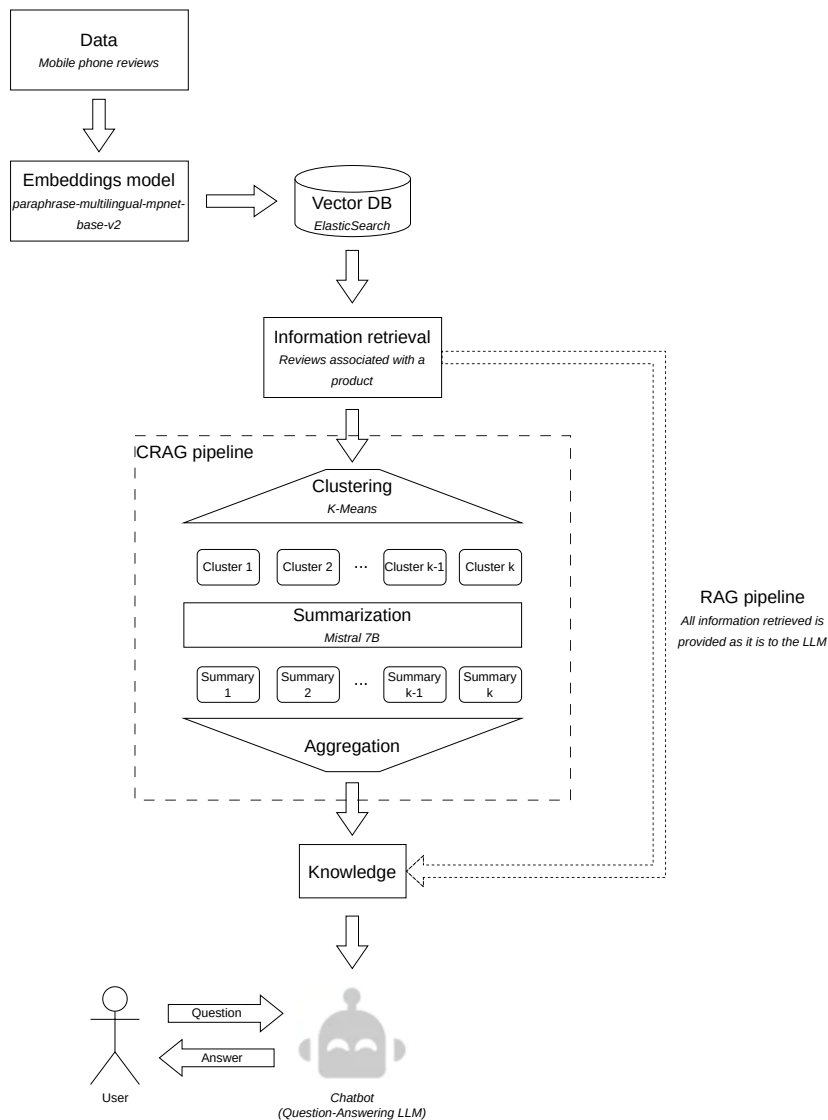 Data
Mobile phone reviews
Embeddings model
paraphrase-multilingual-mpnet-
base-v2
Vector DB
ElasticSearch
Information retrieval
Reviews associated with a
product
CRAG pipeline
Clustering
K-Means
Cluster 1
Cluster 2
...
Cluster k-1
Cluster k
Summarization
Mistral 7B
Summary
1
Summary
2
...
Summary
k-1
Summary
k
Aggregation
RAG pipeline
All information retrieved is
provided as it is to the LLM
Knowledge
Question
Answer
User
Chatbot
(Question-Answering LLM)